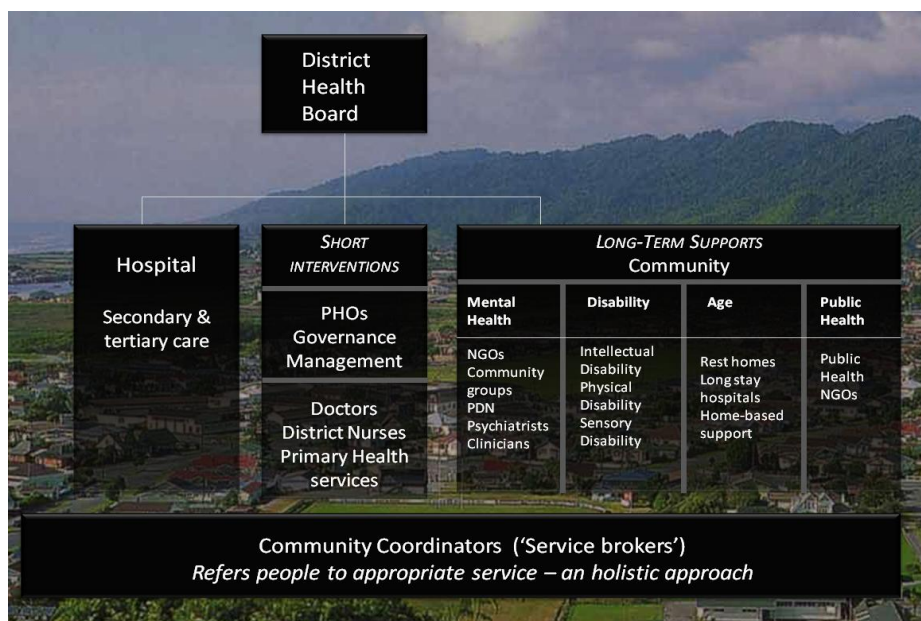 District
Health
Board
Hospital
Secondary &
tertiary care
SHORT
INTERVENTIONS
PHOs
Governance
Management
Doctors
District Nurses
Primary Health
services
LONG-TERM SUPPORTS
Community
Mental
Health
NGOs
Community
groups
PDN
Psychiatrists
Clinicians
Disability
Intellectual
Disability
Physical
Disability
Sensory
Disability
Age
Rest homes
Long stay
hospitals
Home-based
support
Public
Health
Public
Health
NGOs
Community Coordinators (‘Service brokers’)
Refers people to appropriate service – an holistic approach